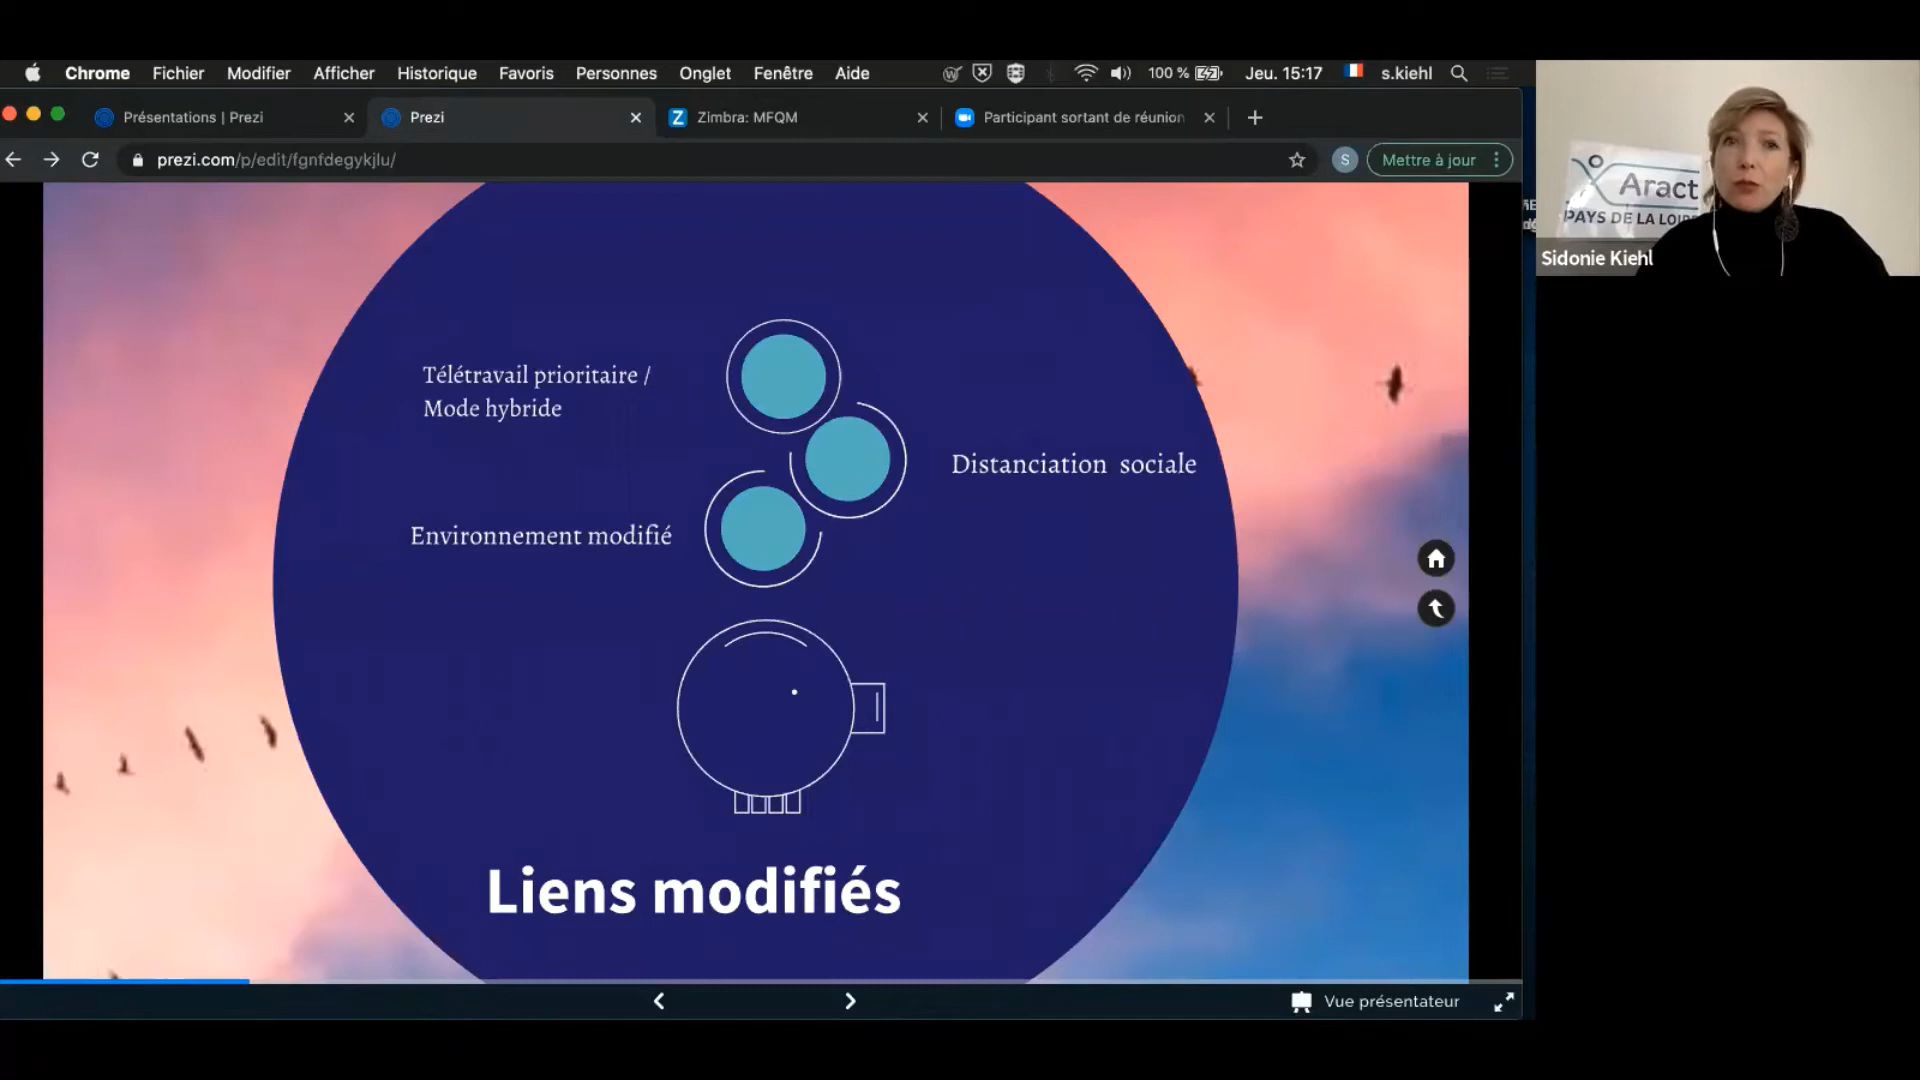 Chrome Fichier Modifier Afficher Historique Favoris Personnes Onglet Fenêtre Aide 100 % Jeu. 15:17 s.kiehl
Présentations | Prezi Prezi Zimbra: MFQM Participant sortant de réunion
prezi.com/p/edit/fgnfdegykjlu/ S Mettre à jour
Aract
PAYS DE LA LOIRE
Sidonie Kiehl
Télétravail prioritaire /
Mode hybride
Distanciation sociale
Environnement modifié
Liens modifiés
Vue présentateur